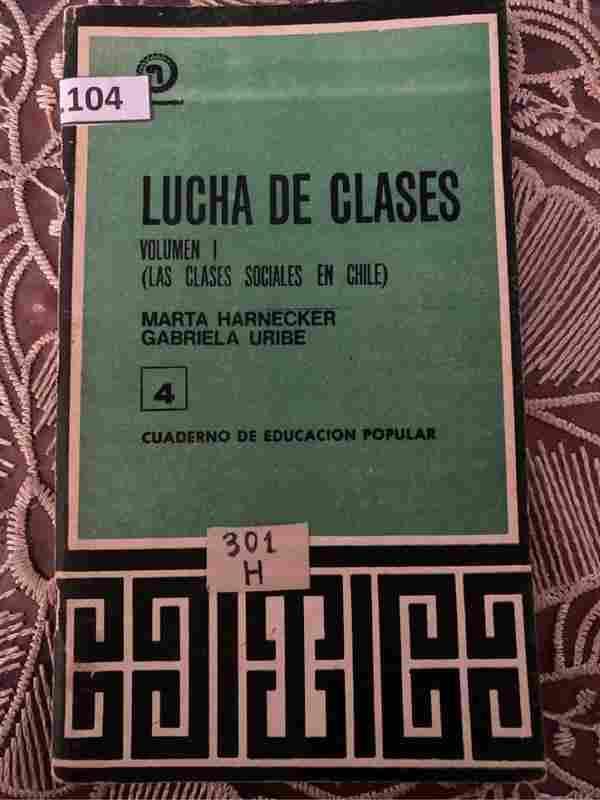 104
LUCHA DE CLASES
VOLUMEN I
(LAS CLASES SOCIALES EN CHILE)
MARTA HARNECKER
GABRIELA URIBE
4
CUADERNO DE EDUCACION POPULAR
301
H